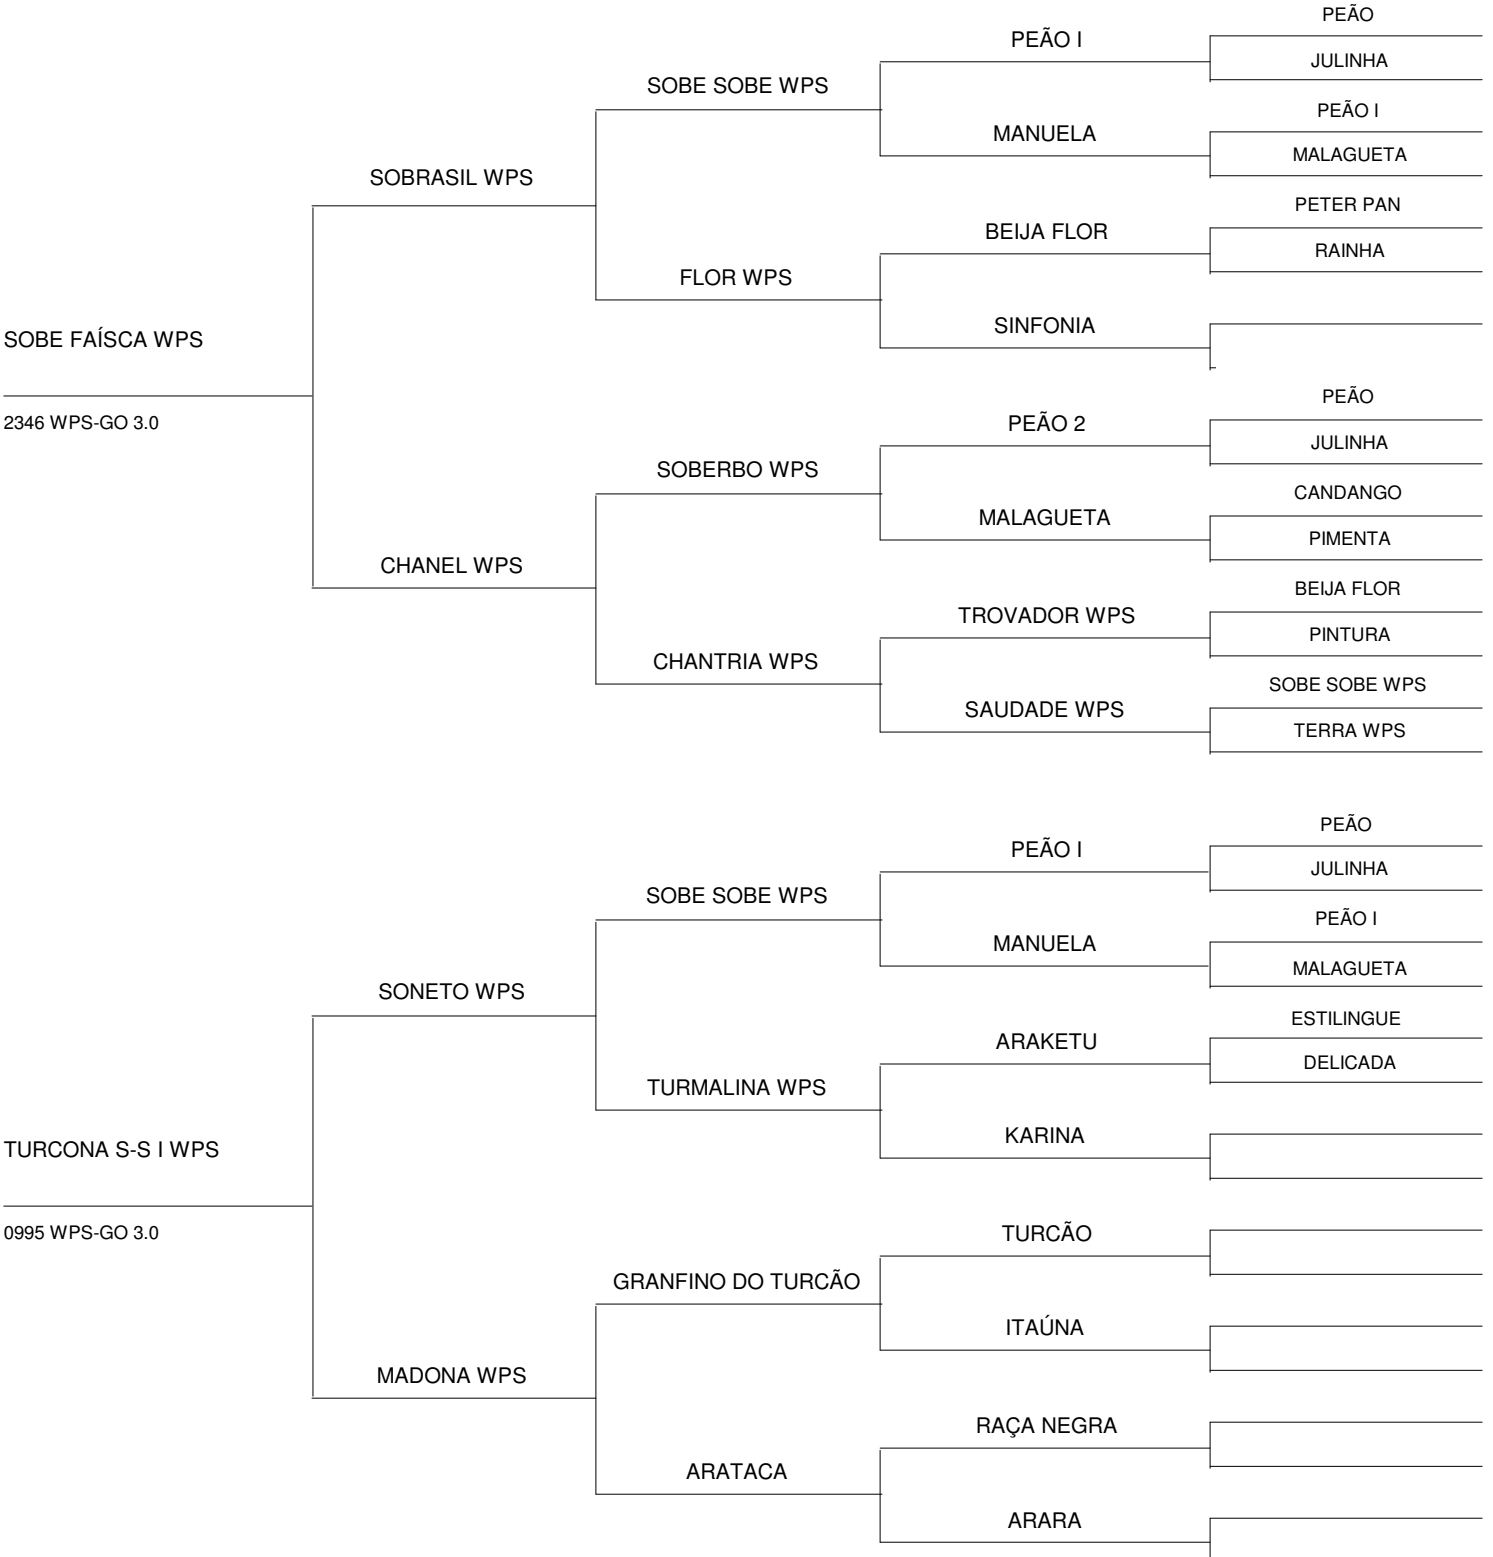 PEÃO
PEÃO I
JULINHA
SOBE SOBE WPS
PEÃO I
MANUELA
MALAGUETA
SOBRASIL WPS
PETER PAN
BEIJA FLOR
RAINHA
FLOR WPS
SINFONIA
SOBE FAÍSCA WPS
PEÃO
2346 WPS-GO 3.0
PEÃO 2
JULINHA
SOBERBO WPS
CANDANGO
MALAGUETA
PIMENTA
CHANEL WPS
BEIJA FLOR
TROVADOR WPS
PINTURA
CHANTRIA WPS
SOBE SOBE WPS
SAUDADE WPS
TERRA WPS
PEÃO
PEÃO I
JULINHA
SOBE SOBE WPS
PEÃO I
MANUELA
MALAGUETA
SONETO WPS
ESTILINGUE
ARAKETU
DELICADA
TURMALINA WPS
KARINA
TURCONA S-S I WPS
0995 WPS-GO 3.0
TURCÃO
GRANFINO DO TURCÃO
ITAÚNA
MADONA WPS
RAÇA NEGRA
ARATACA
ARARA